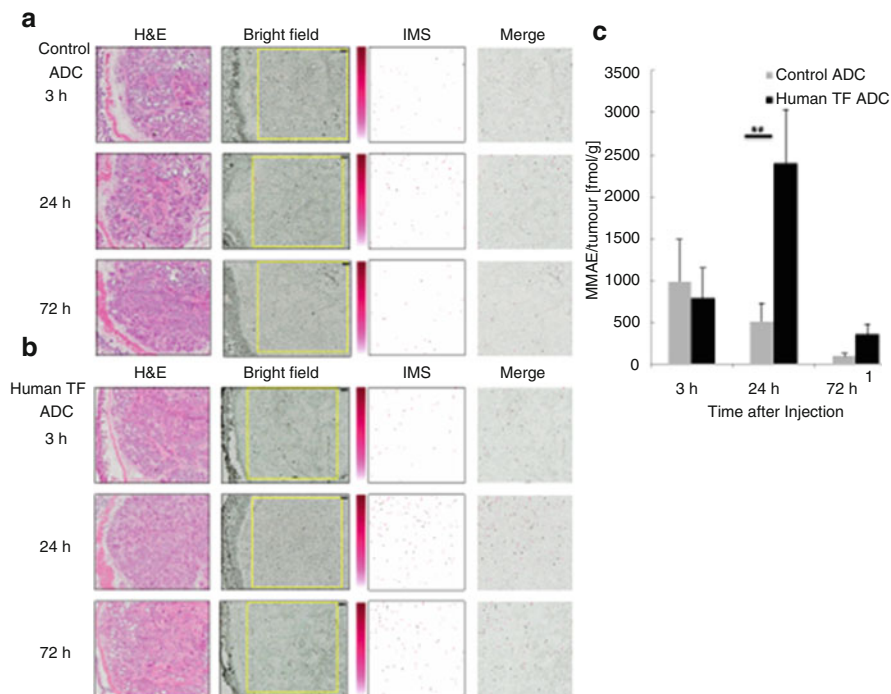 a
H&E Bright field IMS Merge
Control
ADC
3 h
24 h
72 h
b
H&E Bright field IMS Merge
Human TF
ADC
3 h
24 h
72 h
c
3500
3000
2500
2000
1500
1000
500
0
MMAE/tumour [fmol/g]
Control ADC
Human TF ADC
**
3 h 24 h 72 h 1
Time after Injection